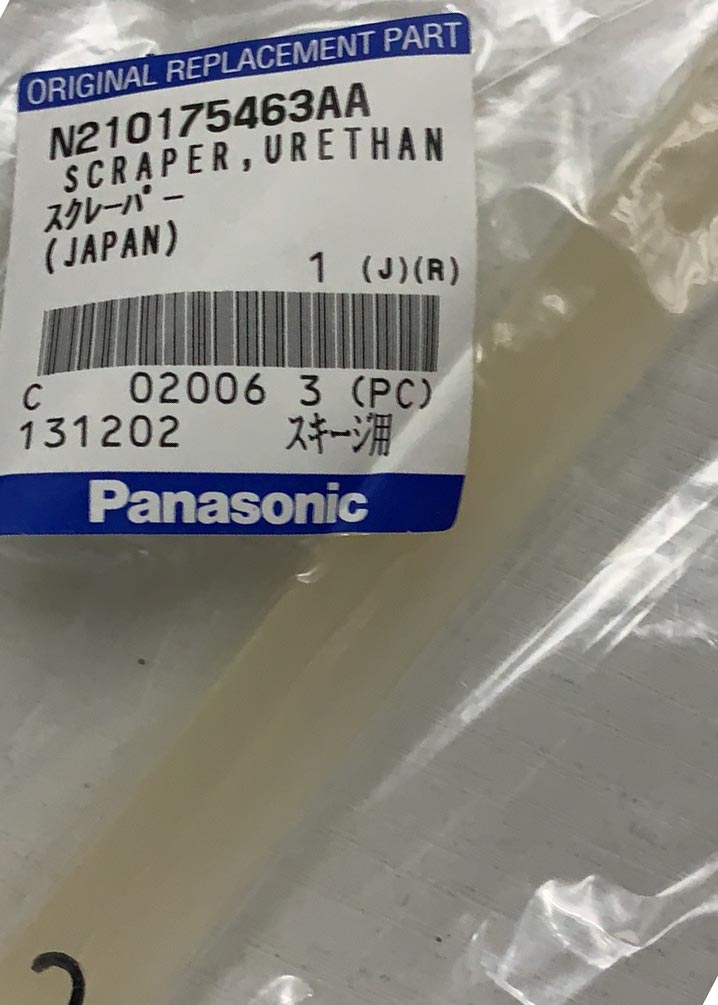 ORIGINAL REPLACEMENT PART
N210175463AA
SCRAPER,URETHAN
スクレーパー
(JAPAN)
1 (J)(R)
C 02006 3 (PC)
131202 スキージ用
Panasonic
2